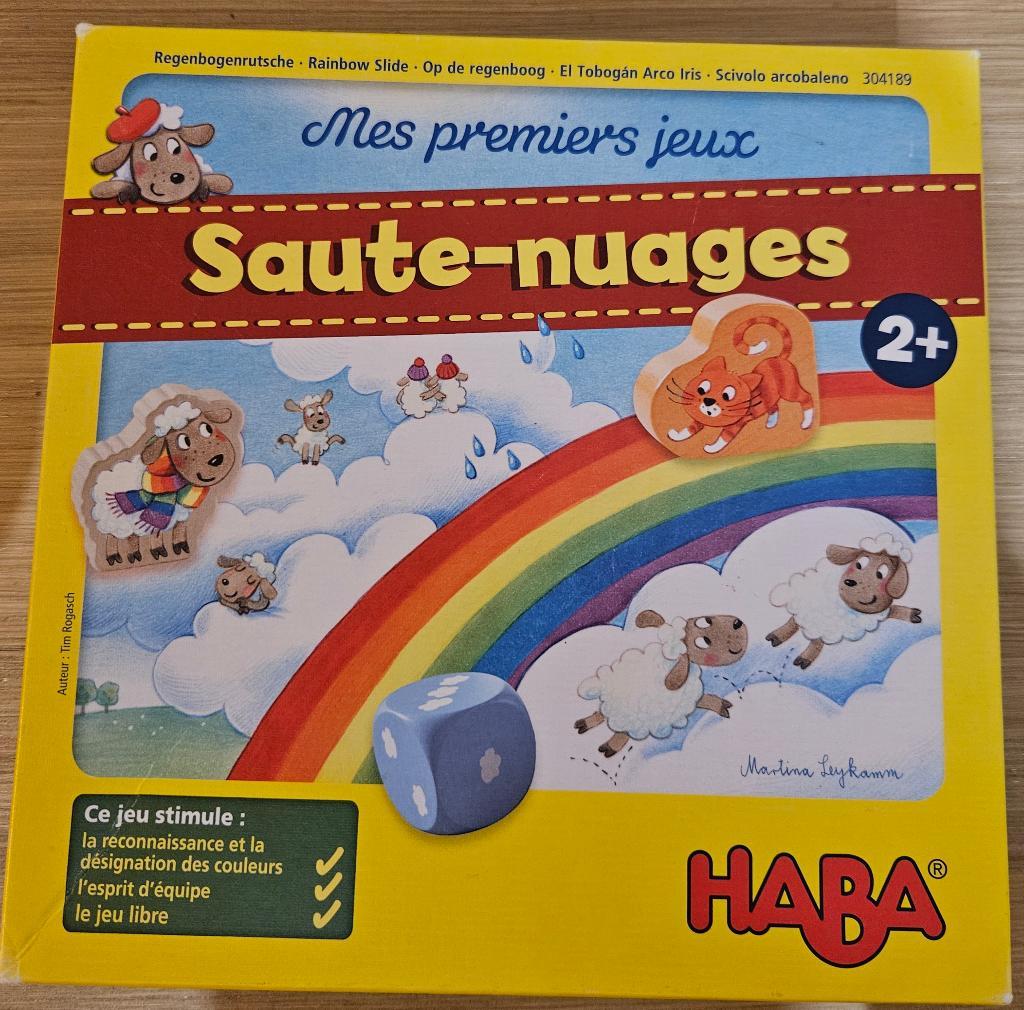 Regenbogenrutsche · Rainbow Slide · Op de regenboog · El Tobogán Arco Iris · Scivolo arcobaleno 304189
Mes premiers jeux
Saute-nuages
2+
Auteur : Tim Rogasch
Martina Leykamm
Ce jeu stimule :
la reconnaissance et la
désignation des couleurs
l'esprit d'équipe
le jeu libre
HABA®